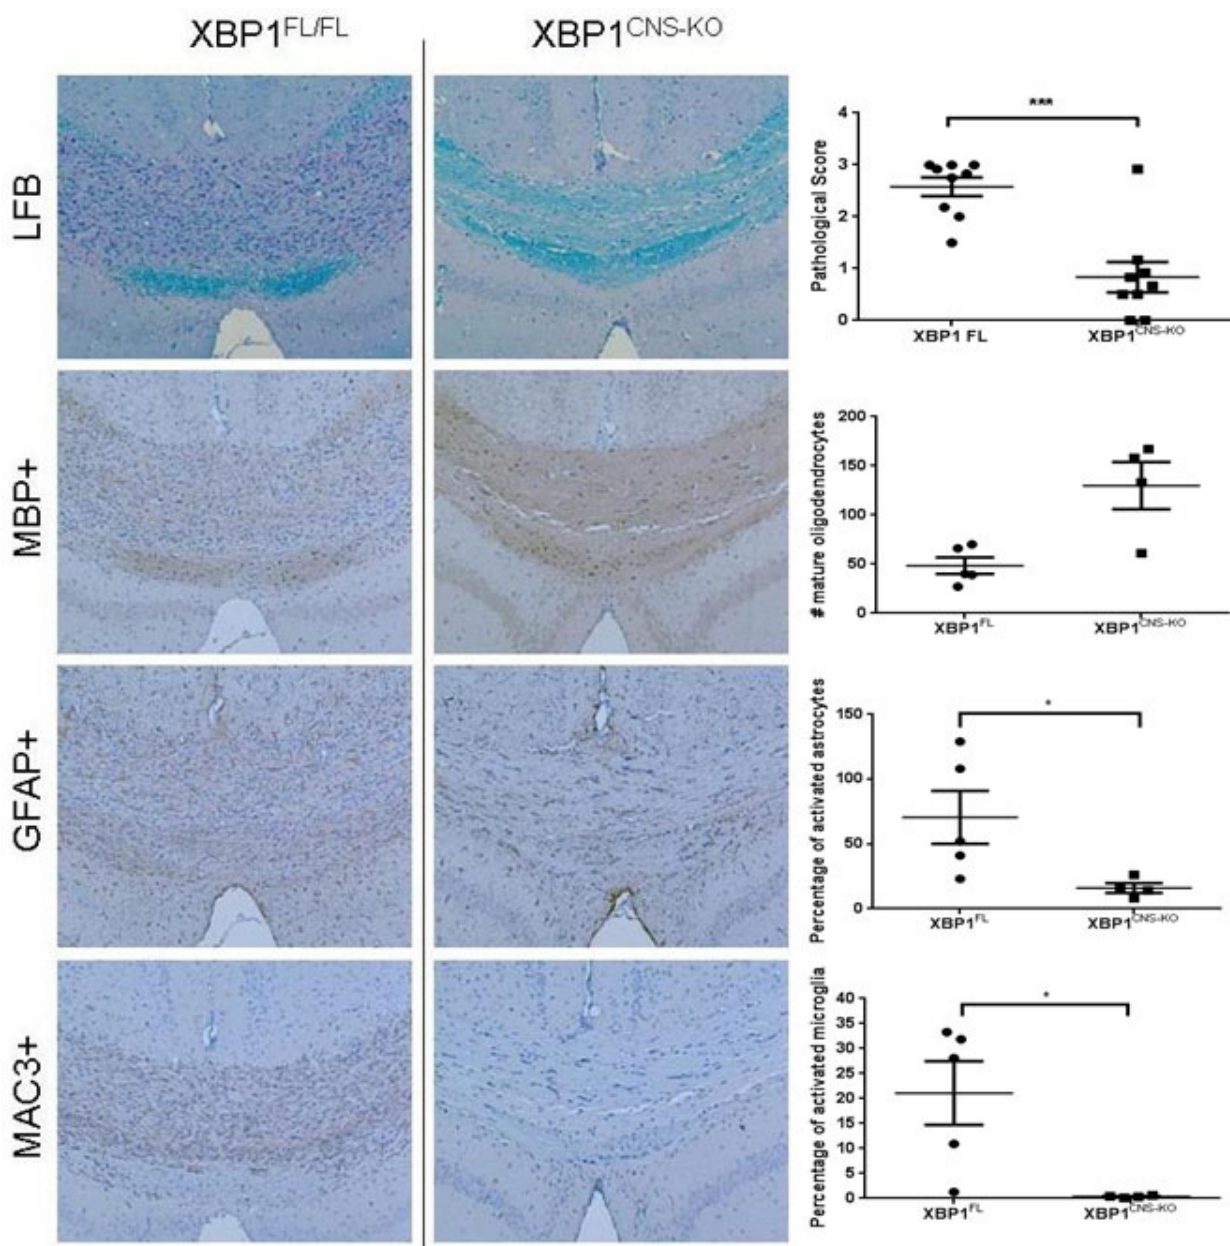 XBP1FL/FL
XBP1CNS-KO
LFB
Pathological Score
4
3
2
1
0
***
XBP1 FL
XBP1CNS-KO
MBP+
# mature oligodendrocytes
200
150
100
50
0
XBP1FL
XBP1CNS-KO
GFAP+
Percentage of activated astrocytes
150
100
50
0
*
XBP1FL
XBP1CNS-KO
MAC3+
Percentage of activated microglia
40
35
30
25
20
15
10
5
0
*
XBP1FL
XBP1CNS-KO